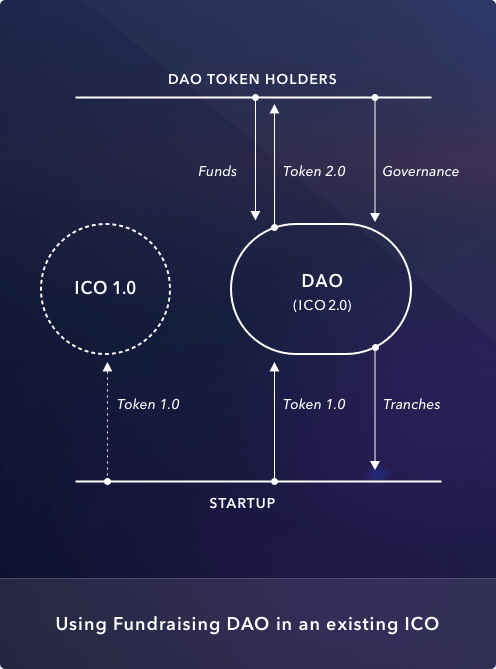 DAO TOKEN HOLDERS
Funds
Token 2.0
Governance
ICO 1.0
DAO
(ICO 2.0)
Token 1.0
Token 1.0
Tranches
STARTUP
Using Fundraising DAO in an existing ICO